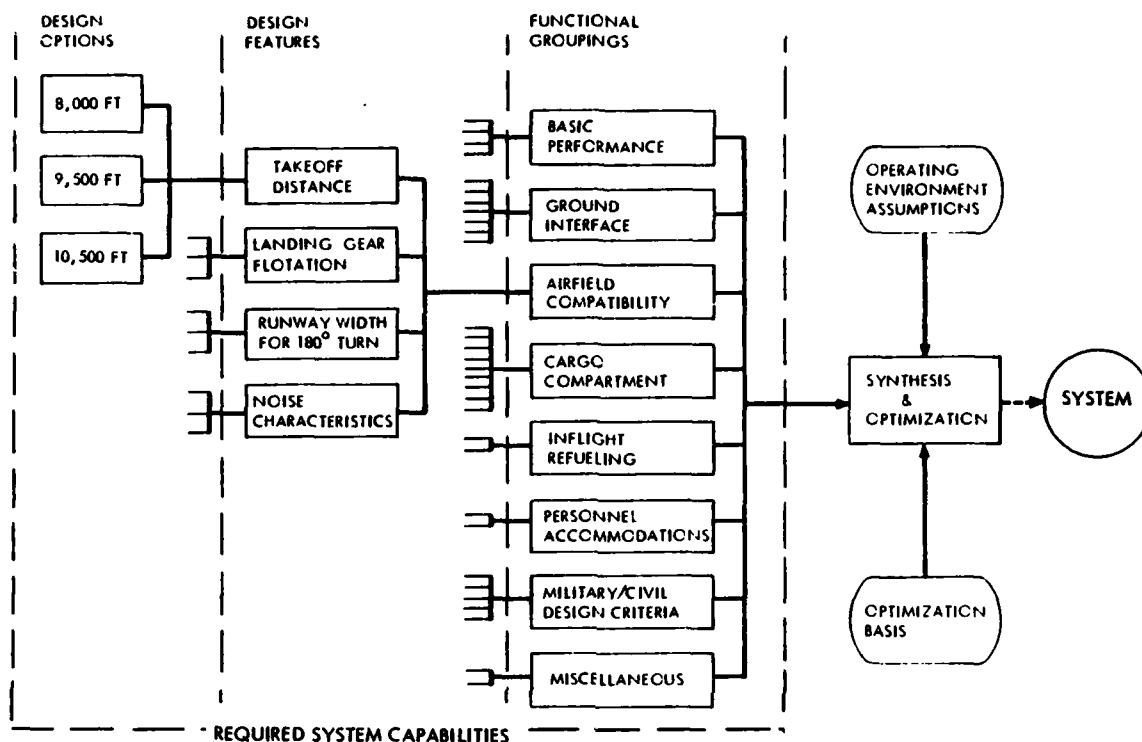 DESIGN
OPTIONS
DESIGN
FEATURES
FUNCTIONAL
GROUPINGS
8,000 FT
9,500 FT
10,500 FT
TAKEOFF
DISTANCE
LANDING GEAR
FLOTATION
RUNWAY WIDTH
FOR 180° TURN
NOISE
CHARACTERISTICS
BASIC
PERFORMANCE
GROUND
INTERFACE
AIRFIELD
COMPATIBILITY
CARGO
COMPARTMENT
INFLIGHT
REFUELING
PERSONNEL
ACCOMMODATIONS
MILITARY/CIVIL
DESIGN CRITERIA
MISCELLANEOUS
OPERATING
ENVIRONMENT
ASSUMPTIONS
SYNTHESIS
&
OPTIMIZATION
SYSTEM
OPTIMIZATION
BASIS
REQUIRED SYSTEM CAPABILITIES